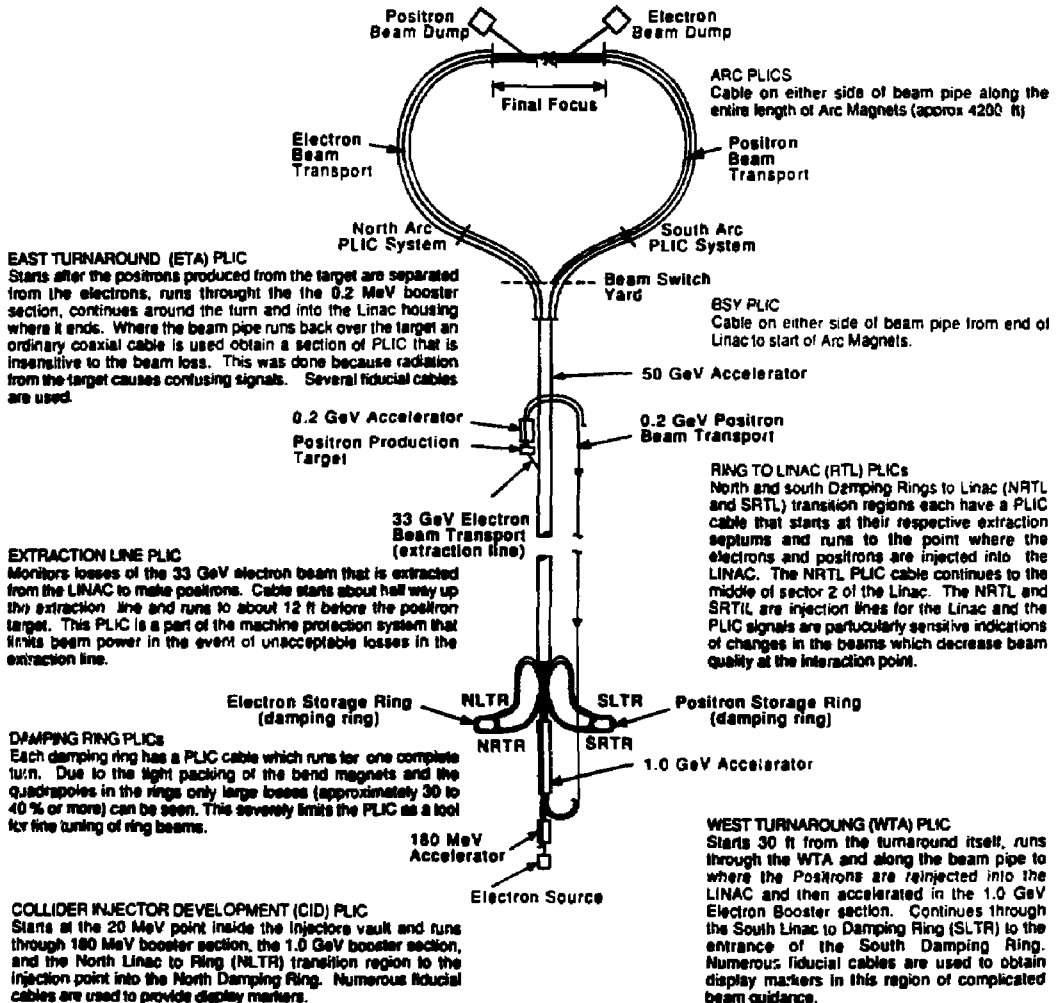 Positron
Beam Dump
Electron
Beam Dump
Final Focus
ARC PLICS
Cable on either side of beam pipe along the
entire length of Arc Magnets (approx 4200 ft)
Electron
Beam
Transport
Positron
Beam
Transport
North Arc
PLIC System
South Arc
PLIC System
EAST TURNAROUND (ETA) PLIC
Starts after the positrons produced from the target are separated
from the electrons, runs throught the the 0.2 MeV booster
section, continues around the turn and into the Linac housing
where it ends. Where the beam pipe runs back over the target an
ordinary coaxial cable is used obtain a section of PLIC that is
insensitive to the beam loss. This was done because radiation
from the target causes confusing signals. Several fiducial cables
are used.
Beam Switch
Yard
BSY PLIC
Cable on either side of beam pipe from end of
Linac to start of Arc Magnets.
50 GeV Accelerator
0.2 GeV Accelerator
Positron Production
Target
0.2 GeV Positron
Beam Transport
33 GeV Electron
Beam Transport
(extraction line)
RING TO LINAC (RTL) PLICs
North and south Damping Rings to Linac (NRTL
and SRTL) transition regions each have a PLIC
cable that starts at their respective extraction
septums and runs to the point where the
electrons and positrons are injected into the
LINAC. The NRTL PLIC cable continues to the
middle of sector 2 of the Linac. The NRTL and
SRTIL are injection lines for the Linac and the
PLIC signals are particularly sensitive indications
of changes in the beams which decrease beam
quality at the interaction point.
EXTRACTION LINE PLIC
Monitors losses of the 33 GeV electron beam that is extracted
from the LINAC to make positrons. Cable starts about half way up
the extraction line and runs to about 12 ft before the positron
target. This PLIC is a part of the machine protection system that
limits beam power in the event of unacceptable losses in the
extraction line.
Electron Storage Ring
(damping ring)
NLTR
SLTR
NRTR
SRTR
Positron Storage Ring
(damping ring)
DAMPING RING PLICs
Each damping ring has a PLIC cable which runs for one complete
turn. Due to the tight packing of the bend magnets and the
quadrapoles in the rings only large losses (approximately 30 to
40 % or more) can be seen. This severely limits the PLIC as a tool
for fine tuning of ring beams.
1.0 GeV Accelerator
180 MeV
Accelerator
Electron Source
WEST TURNAROUNG (WTA) PLIC
Starts 30 ft from the turnaround itself, runs
through the WTA and along the beam pipe to
where the Positrons are reinjected into the
LINAC and then accelerated in the 1.0 GeV
Electron Booster section. Continues through
the South Linac to Damping Ring (SLTR) to the
entrance of the South Damping Ring.
Numerous fiducial cables are used to obtain
display markers in this region of complicated
beam guidance.
COLLIDER INJECTOR DEVELOPMENT (CID) PLIC
Starts at the 20 MeV point inside the Injectors vault and runs
through 180 MeV booster section, the 1.0 GeV booster section,
and the North Linac to Ring (NLTR) transition region to the
injection point into the North Damping Ring. Numerous fiducial
cables are used to provide display markers.